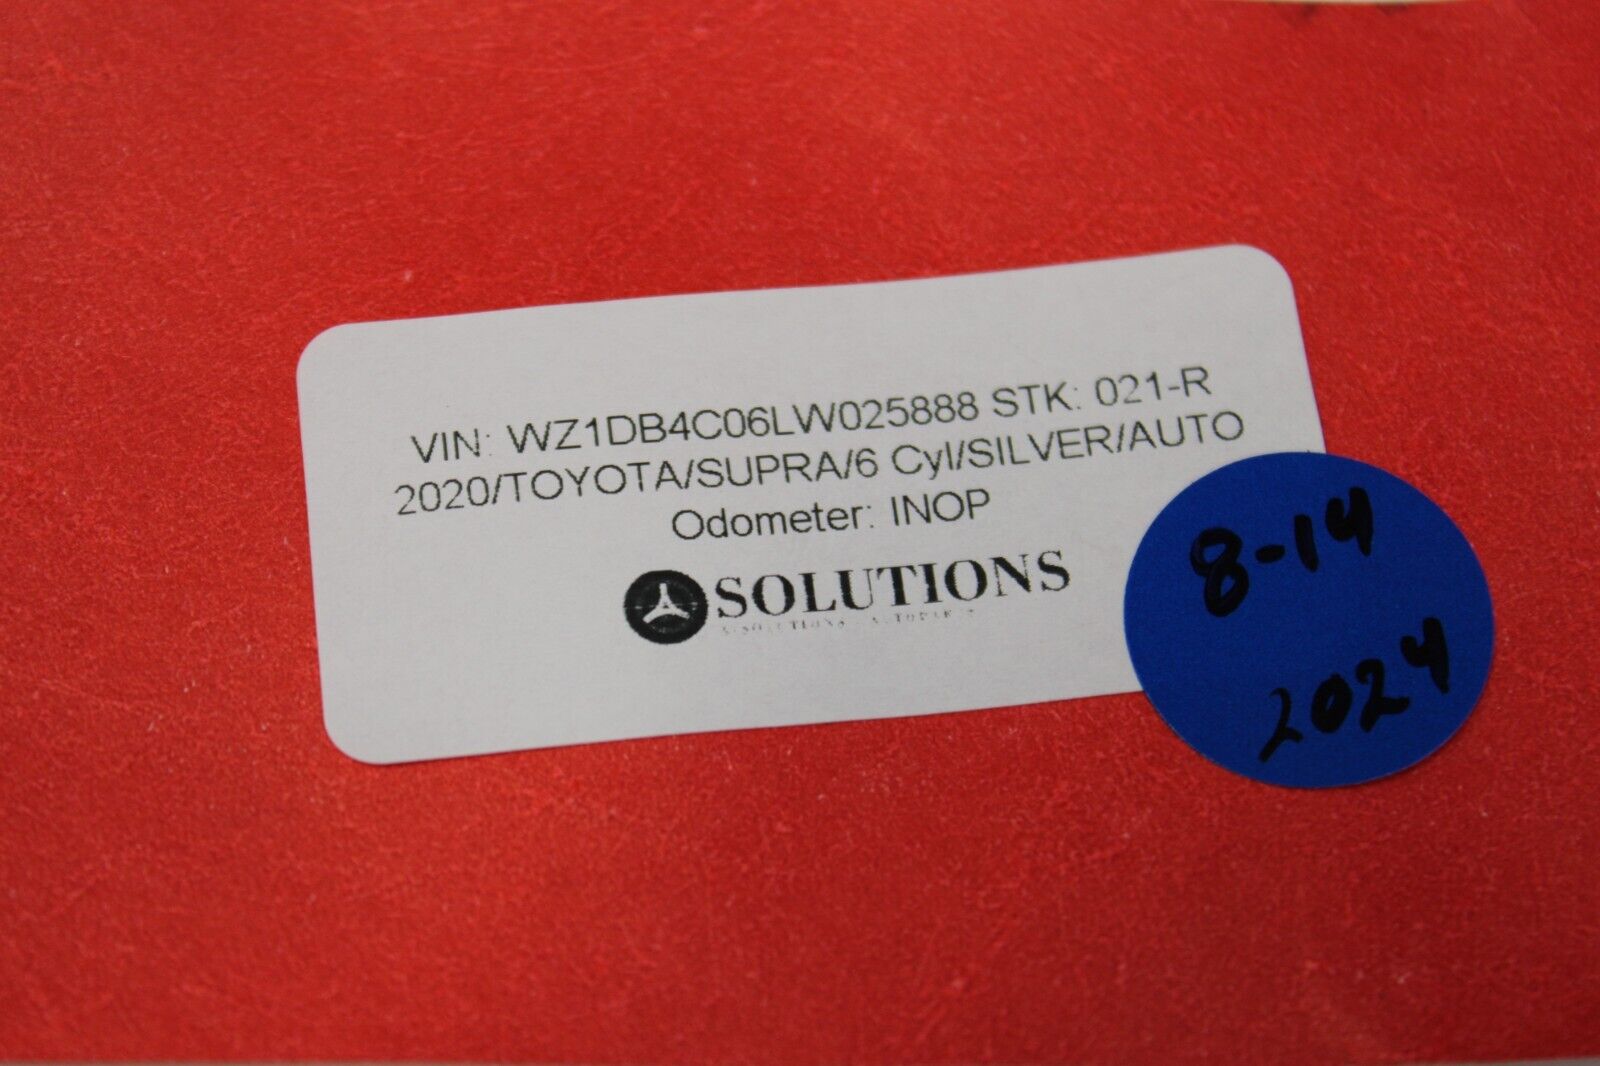 VIN: WZ1DB4C06LW025888 STK: 021-R
2020/TOYOTA/SUPRA/6 Cyl/SILVER/AUTO
Odometer: INOP
SOLUTIONS
8-14
2024